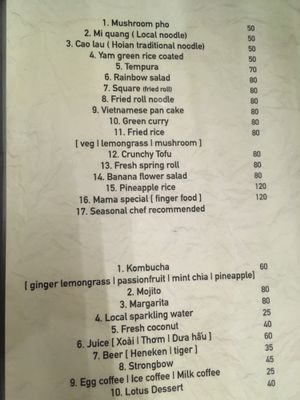 1. Mushroom pho 50
2. Mi quang ( Local noodle) 50
3. Cao lau ( Hoian traditional noodle) 50
4. Yam green rice coated 50
5. Tempura 70
6. Rainbow salad 80
7. Square (fried roll) 80
8. Fried roll noodle 80
9. Vietnamese pan cake 80
10. Green curry 80
11. Fried rice 80
[ veg | lemongrass | mushroom ]
12. Crunchy Tofu 80
13. Fresh spring roll 80
14. Banana flower salad 80
15. Pineapple rice 120
16. Mama special ( finger food ) 120
17. Seasonal chef recommended
1. Kombucha 60
[ ginger lemongrass | passionfruit | mint chia | pineapple]
2. Mojito 80
3. Margarita 80
4. Local sparkling water 25
5. Fresh coconut 40
6. Juice [ Xoài | Thơm | Dưa hấu ] 60
7. Beer [ Heneken | tiger ] 35
8. Strongbow 45
9. Egg coffee | Ice coffee | Milk coffee 25
10. Lotus Dessert 40